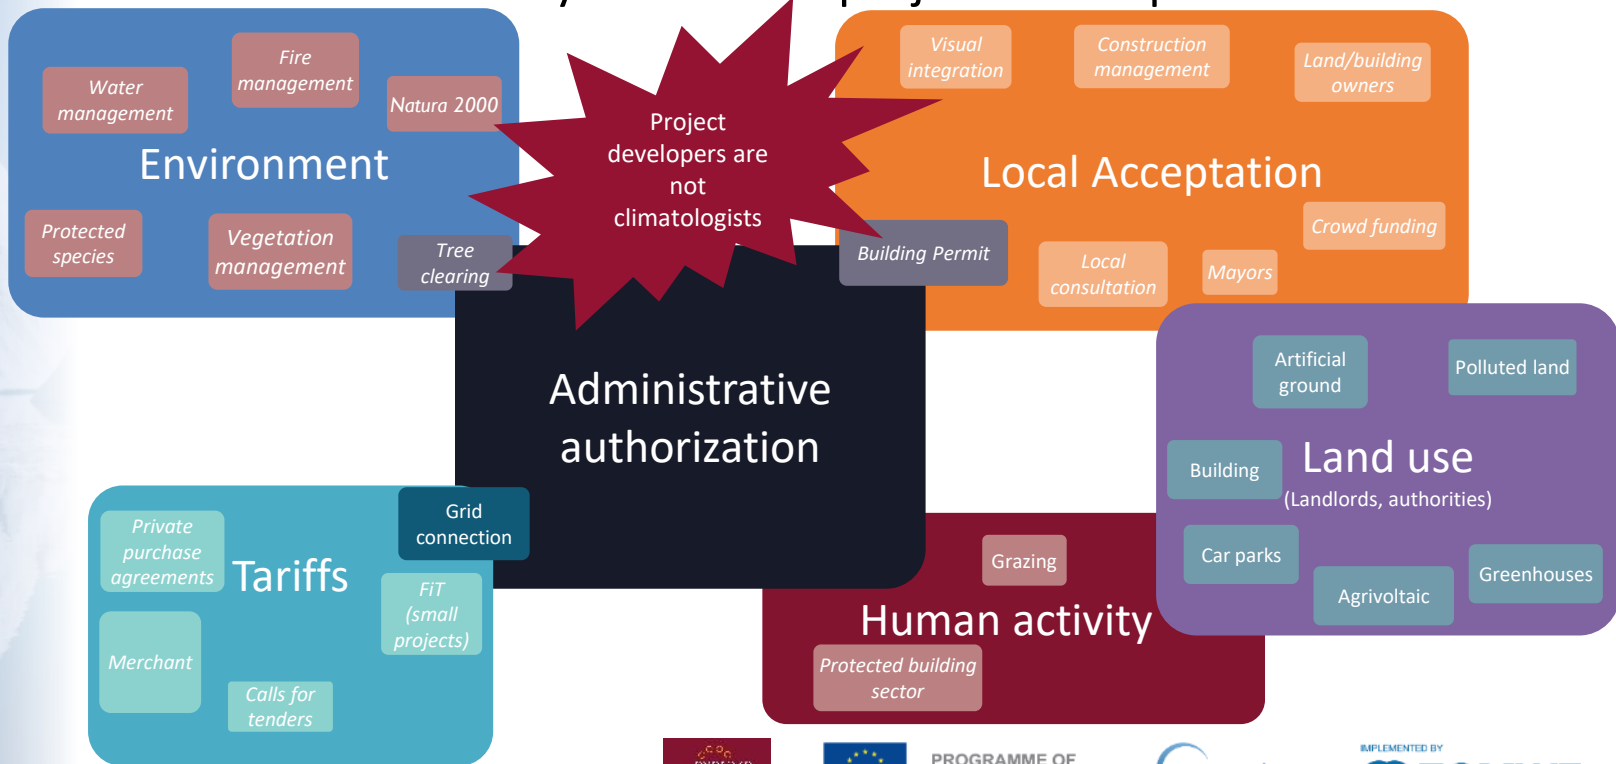 Water
management
Fire
management
Natura 2000
Environment
Protected
species
Vegetation
management
Tree
clearing
Project
developers are
not
climatologists
Visual
integration
Construction
management
Land/building
owners
Local Acceptation
Crowd funding
Building Permit
Local
consultation
Mayors
Administrative
authorization
Artificial
ground
Polluted land
Building
Land use
(Landlords, authorities)
Car parks
Agrivoltaic
Greenhouses
Grid
connection
Private
purchase
agreements
Tariffs
FiT
(small
projects)
Merchant
Calls for
tenders
Grazing
Human activity
Protected building
sector
PROGRAMME OF
IMPLEMENTED BY